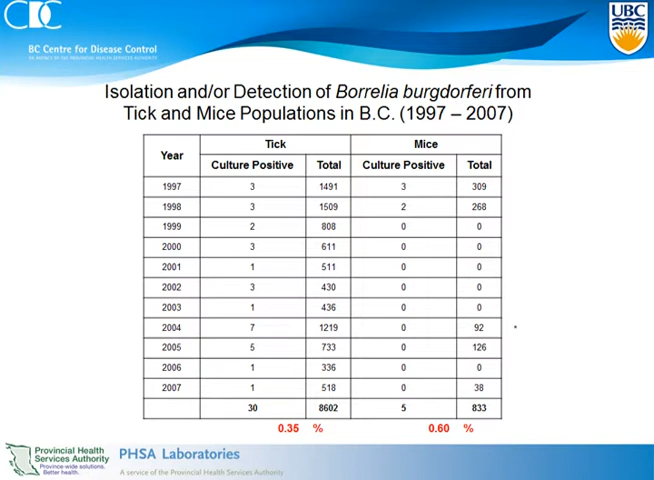 CDC
BC Centre for Disease Control
AN AGENCY OF THE PROVINCIAL HEALTH SERVICES AUTHORITY
UBC
Isolation and/or Detection of Borrelia burgdorferi from
Tick and Mice Populations in B.C. (1997 – 2007)
Year Tick Mice
Culture Positive Total Culture Positive Total
1997 3 1491 3 309
1998 3 1509 2 268
1999 2 808 0 0
2000 3 611 0 0
2001 1 511 0 0
2002 3 430 0 0
2003 1 436 0 0
2004 7 1219 0 92
2005 5 733 0 126
2006 1 336 0 0
2007 1 518 0 38
30 8602 5 833
0.35 % 0.60 %
Provincial Health
Services Authority
Province-wide solutions.
Better health.
PHSA Laboratories
A service of the Provincial Health Services Authority